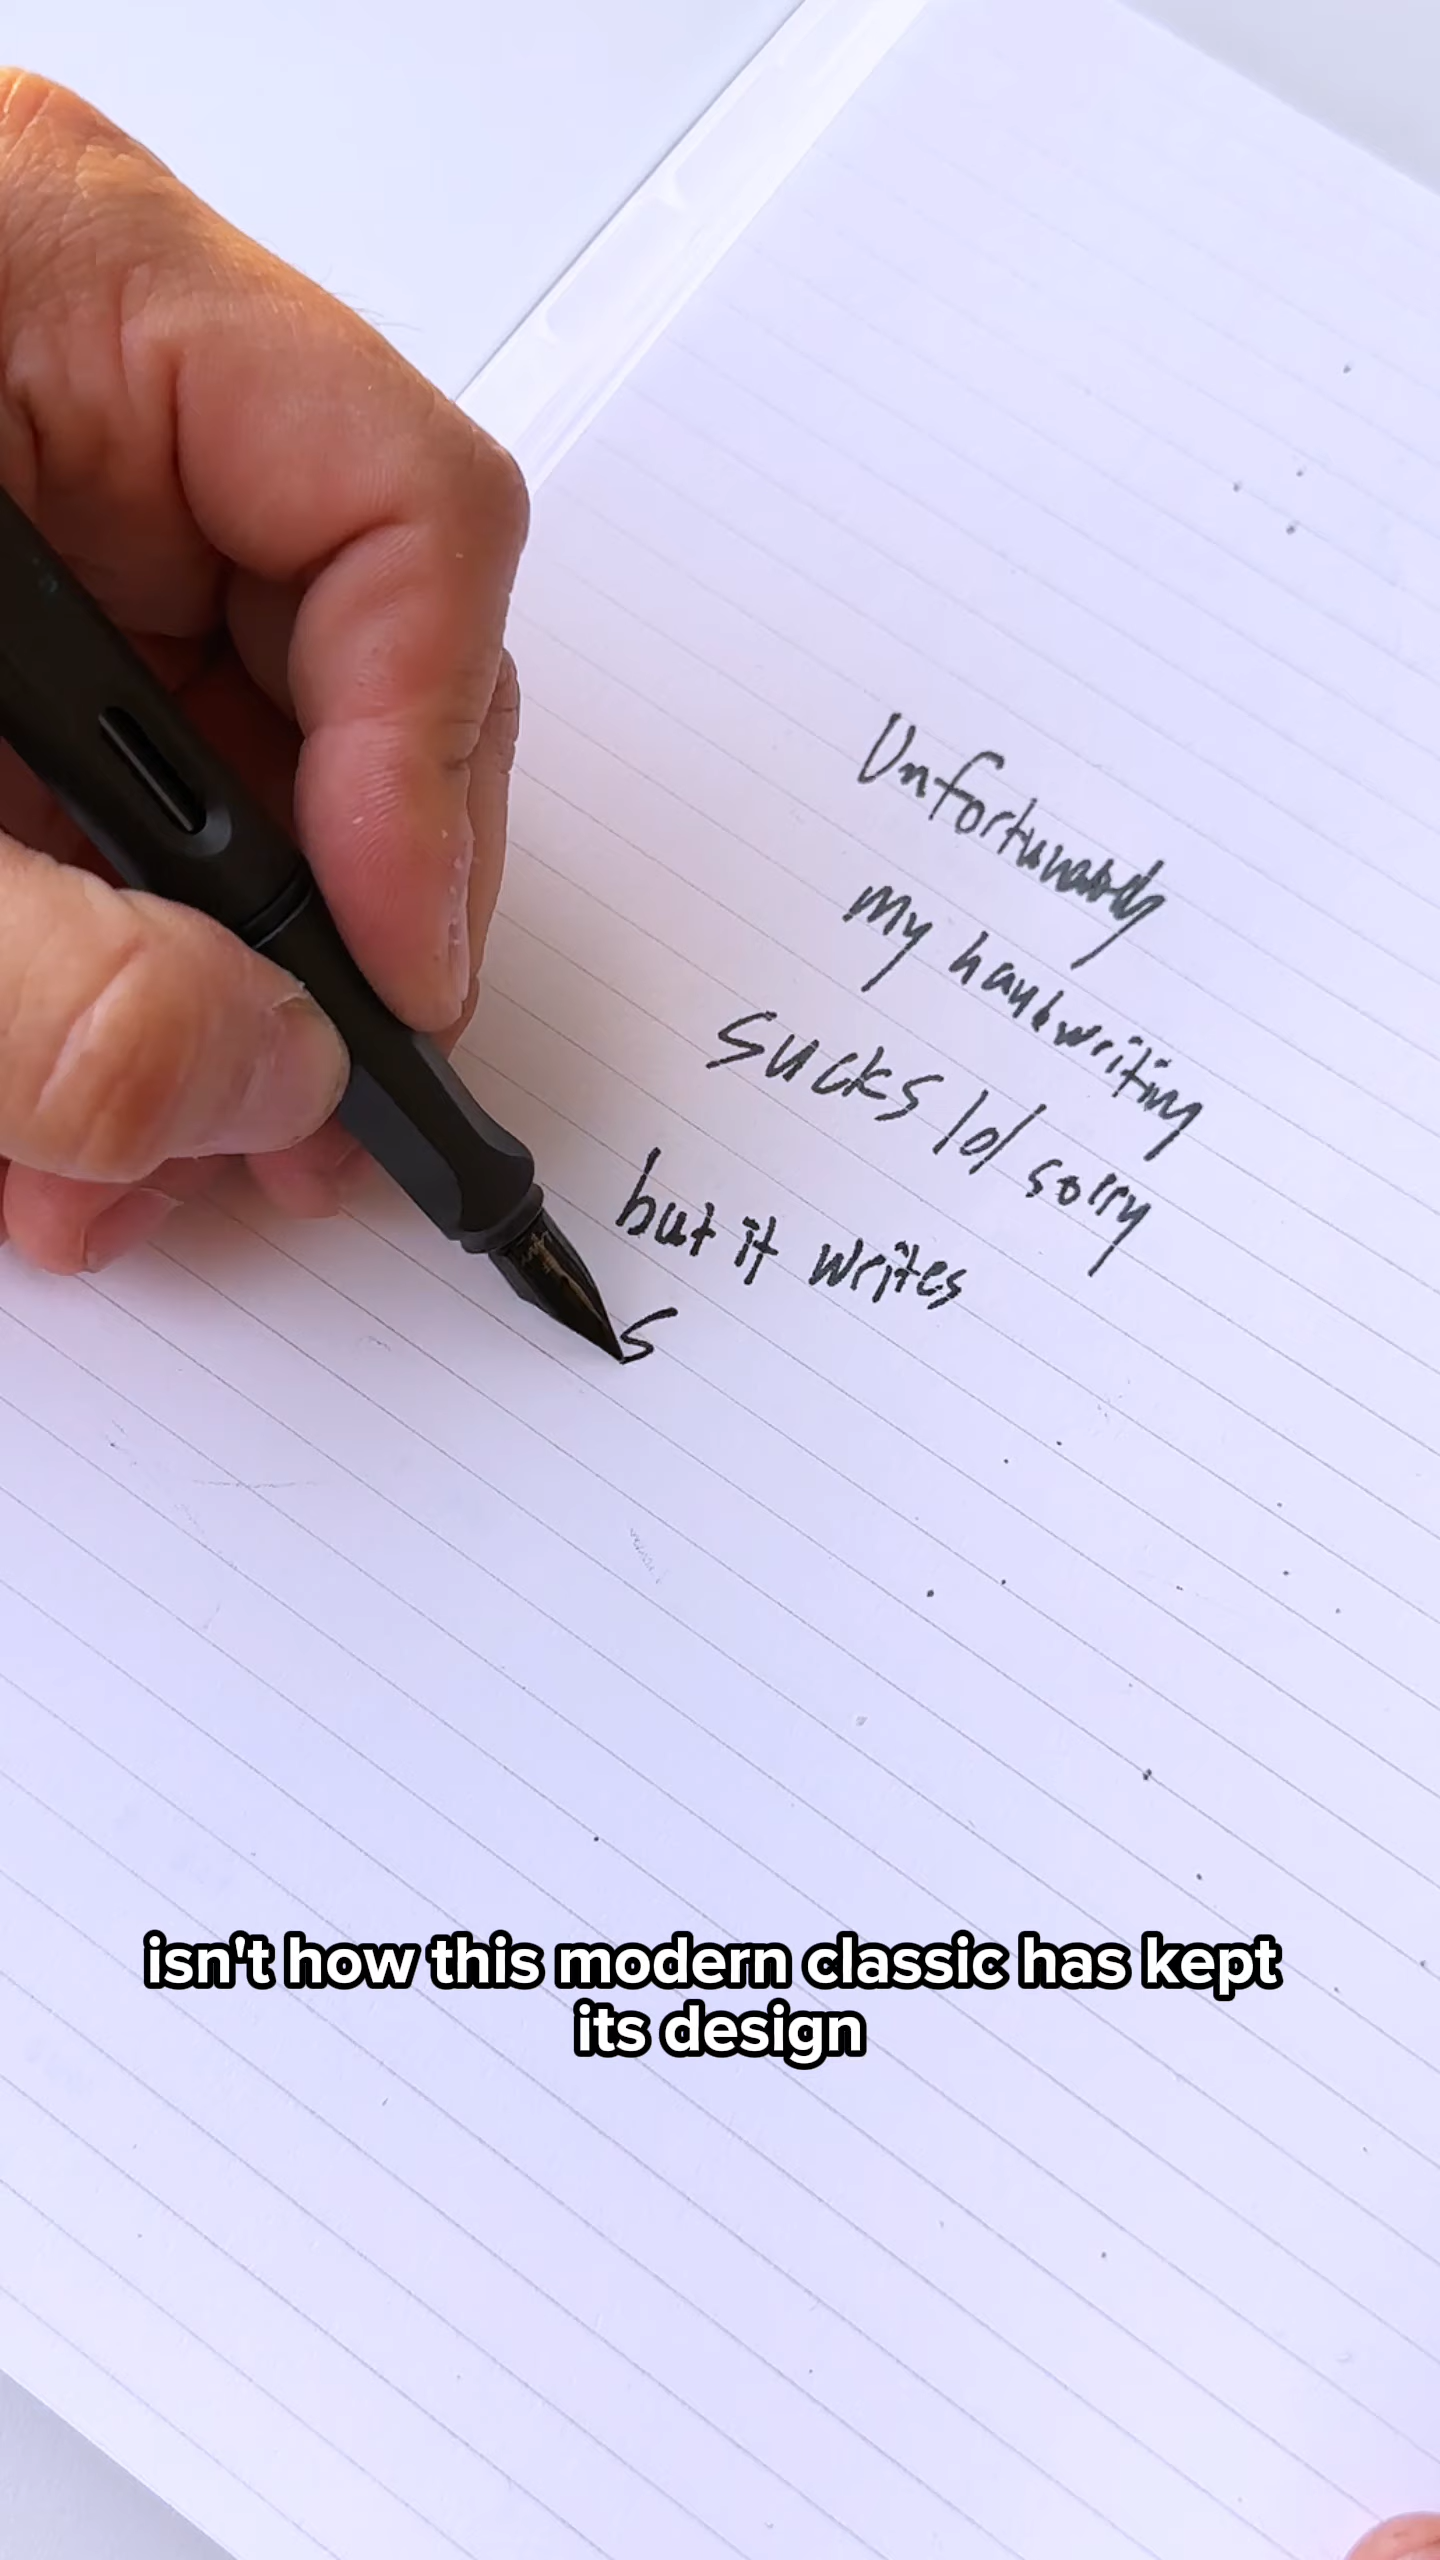 Unfortunately
my handwriting
sucks lol sorry
but it writes
s
isn't how this modern classic has kept
its design